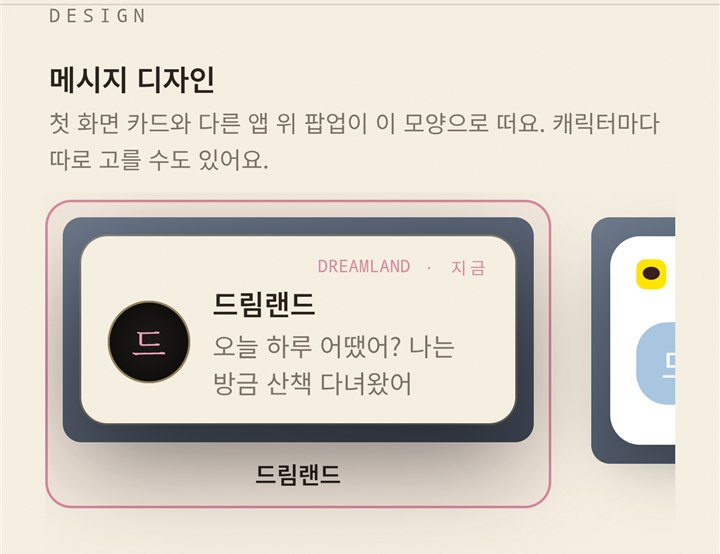 DESIGN
메시지 디자인
첫 화면 카드와 다른 앱 위 팝업이 이 모양으로 떠요. 캐릭터마다
따로 고를 수도 있어요.
DREAMLAND · 지금
드림랜드
드
오늘 하루 어땠어? 나는
방금 산책 다녀왔어
드림랜드